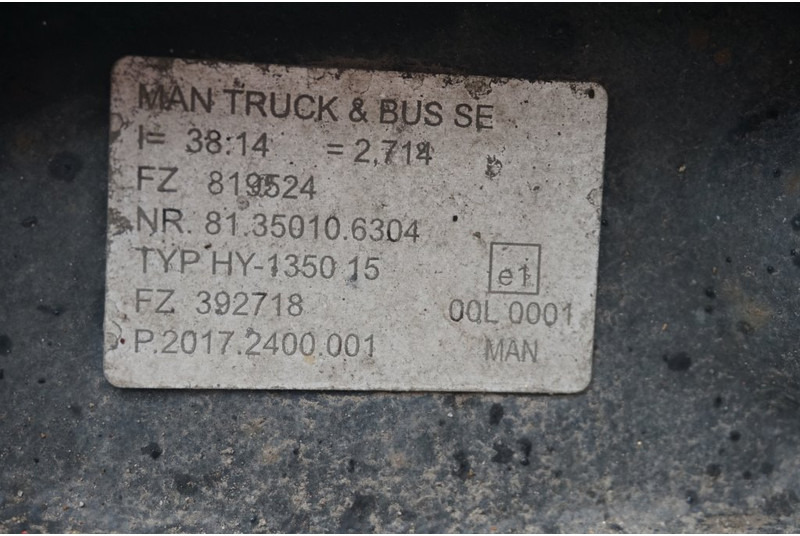 MAN TRUCK & BUS SE
I= 38:14 = 2,714
FZ 819524
NR. 81.35010.6304
TYP HY-1350 15
e1
FZ 392718
00L 0001
P.2017.2400.001
MAN